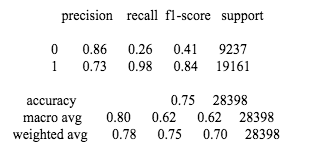 precision recall f1-score support
0 0.86 0.26 0.41 9237
1 0.73 0.98 0.84 19161
accuracy 0.75 28398
macro avg 0.80 0.62 0.62 28398
weighted avg 0.78 0.75 0.70 28398